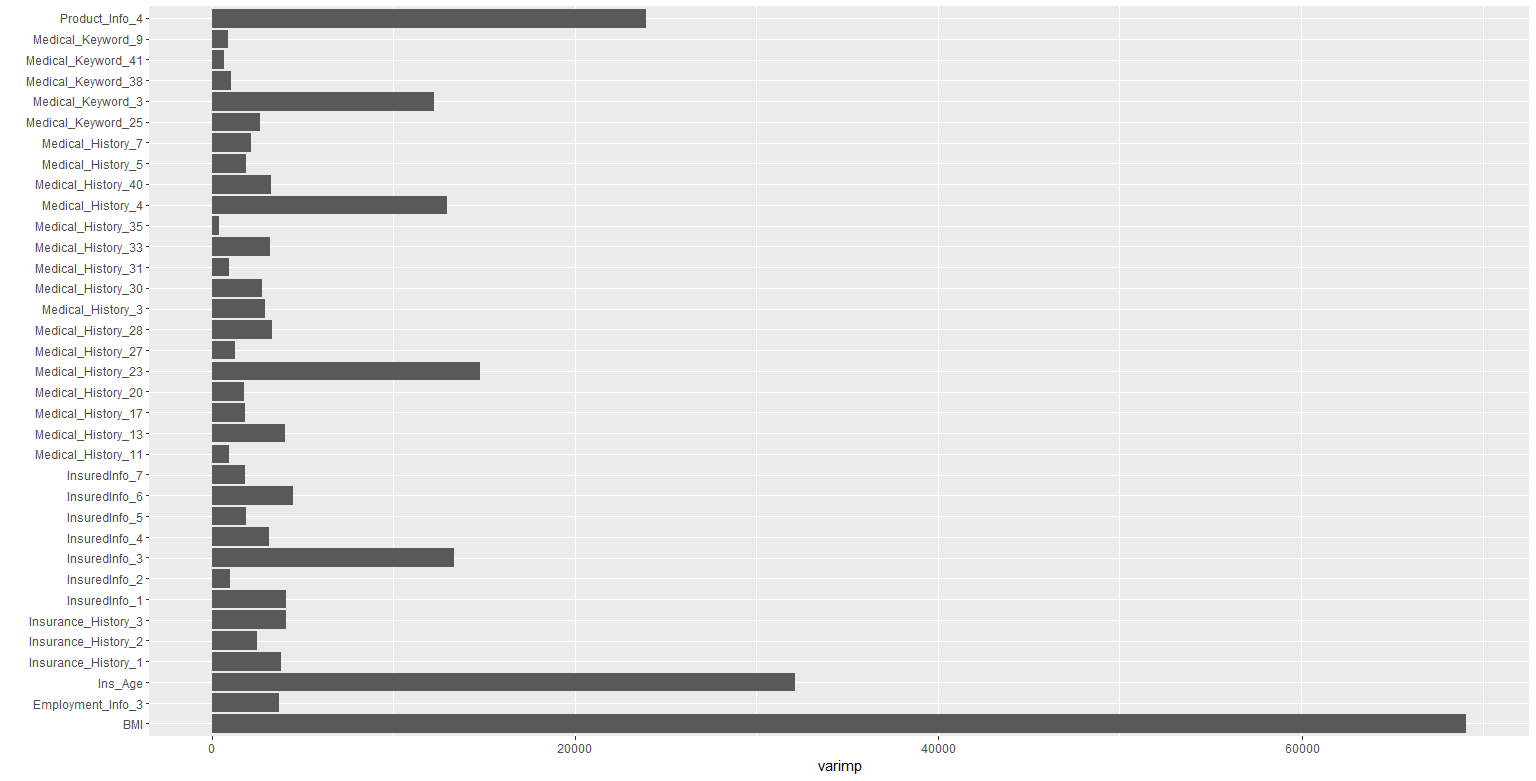 Product_Info_4
Medical_Keyword_9
Medical_Keyword_41
Medical_Keyword_38
Medical_Keyword_3
Medical_Keyword_25
Medical_History_7
Medical_History_5
Medical_History_40
Medical_History_4
Medical_History_35
Medical_History_33
Medical_History_31
Medical_History_30
Medical_History_3
Medical_History_28
Medical_History_27
Medical_History_23
Medical_History_20
Medical_History_17
Medical_History_13
Medical_History_11
InsuredInfo_7
InsuredInfo_6
InsuredInfo_5
InsuredInfo_4
InsuredInfo_3
InsuredInfo_2
InsuredInfo_1
Insurance_History_3
Insurance_History_2
Insurance_History_1
Ins_Age
Employment_Info_3
BMI
0 20000 40000 60000
varimp